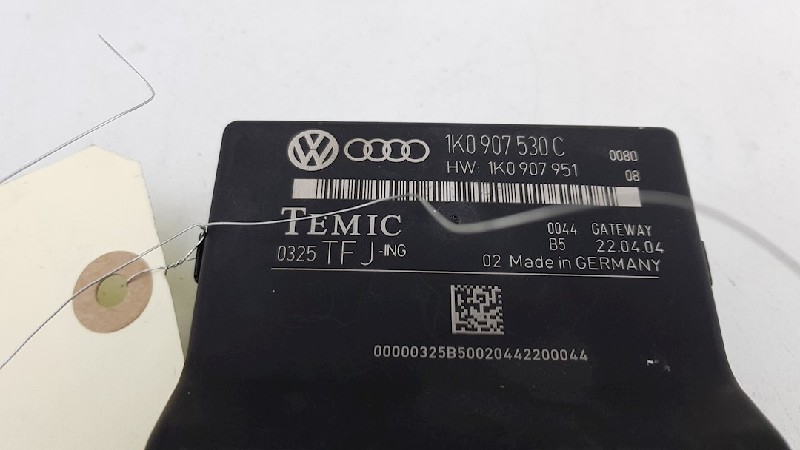 1K0 907 530 C 0080
HW: 1K0 907 951 08
TEMIC 0044 GATEWAY
B5 22.04.04
0325 TFJ-ING 02 Made in GERMANY
00000325B50020442200044